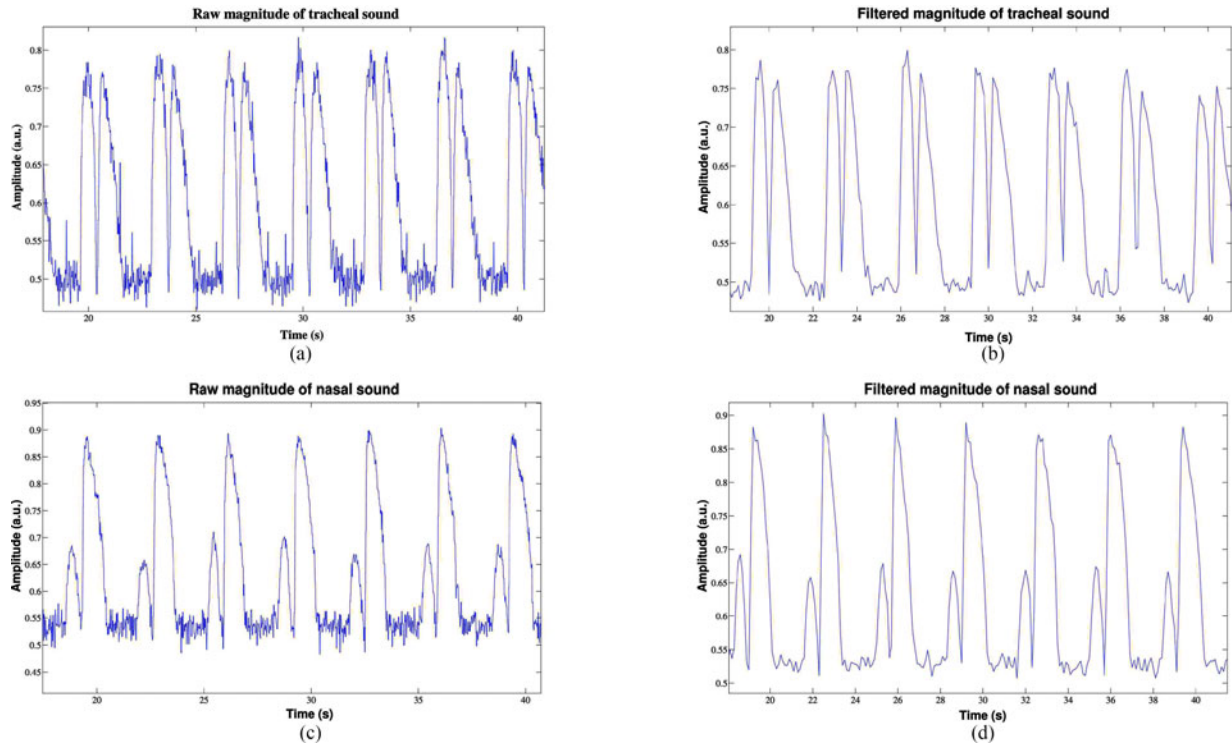 Raw magnitude of tracheal sound
0.8
0.75
0.7
0.65
0.6
0.55
0.5
Amplitude (a.u.)
20 25 30 35 40
Time (s)
(a)
Filtered magnitude of tracheal sound
0.8
0.75
0.7
0.65
0.6
0.55
0.5
Amplitude (a.u.)
20 22 24 26 28 30 32 34 36 38 40
Time (s)
(b)
Raw magnitude of nasal sound
0.95
0.9
0.85
0.8
0.75
0.7
0.65
0.6
0.55
0.5
0.45
Amplitude (a.u.)
20 25 30 35 40
Time (s)
(c)
Filtered magnitude of nasal sound
0.9
0.85
0.8
0.75
0.7
0.65
0.6
0.55
0.5
Amplitude (a.u.)
20 22 24 26 28 30 32 34 36 38 40
Time (s)
(d)